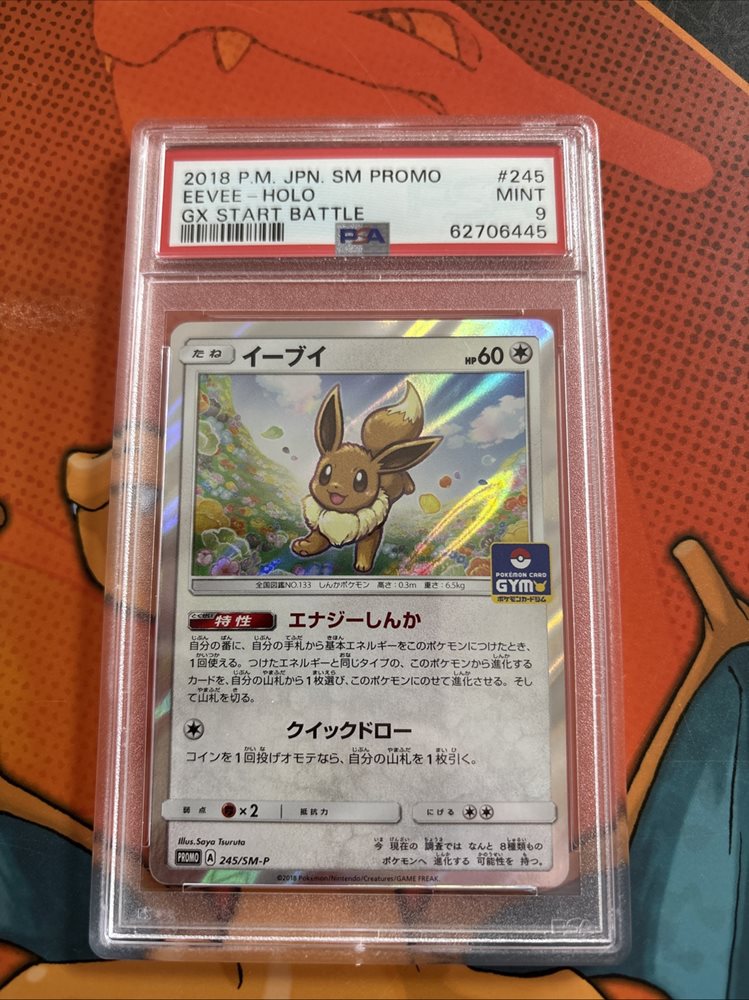 2018 P.M. JPN. SM PROMO #245
EEVEE - HOLO MINT
GX START BATTLE 9
PSA 62706445
たね イーブイ HP60
全国図鑑NO.133 しんかポケモン 高さ:0.3m 重さ:6.5kg
POKÉMON CARD
GYM
ポケモンカードジム
特性 エナジーしんか
自分の番に、自分の手札から基本エネルギーをこのポケモンにつけたとき、
1回使える。つけたエネルギーと同じタイプの、このポケモンから進化する
カードを、自分の山札から1枚選び、このポケモンにのせて進化させる。そし
て山札を切る。
クイックドロー
コインを1回投げオモテなら、自分の山札を1枚引く。
弱点 ×2 抵抗力 にげる
Illus.Saya Tsuruta
今 現在の 調査では なんと 8種類もの
PROMO A 245/SM-P ポケモンへ 進化する 可能性を 持つ。
©2018 Pokémon/Nintendo/Creatures/GAME FREAK.